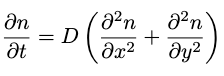 ∂n/∂t = D (∂²n/∂x² + ∂²n/∂y²)